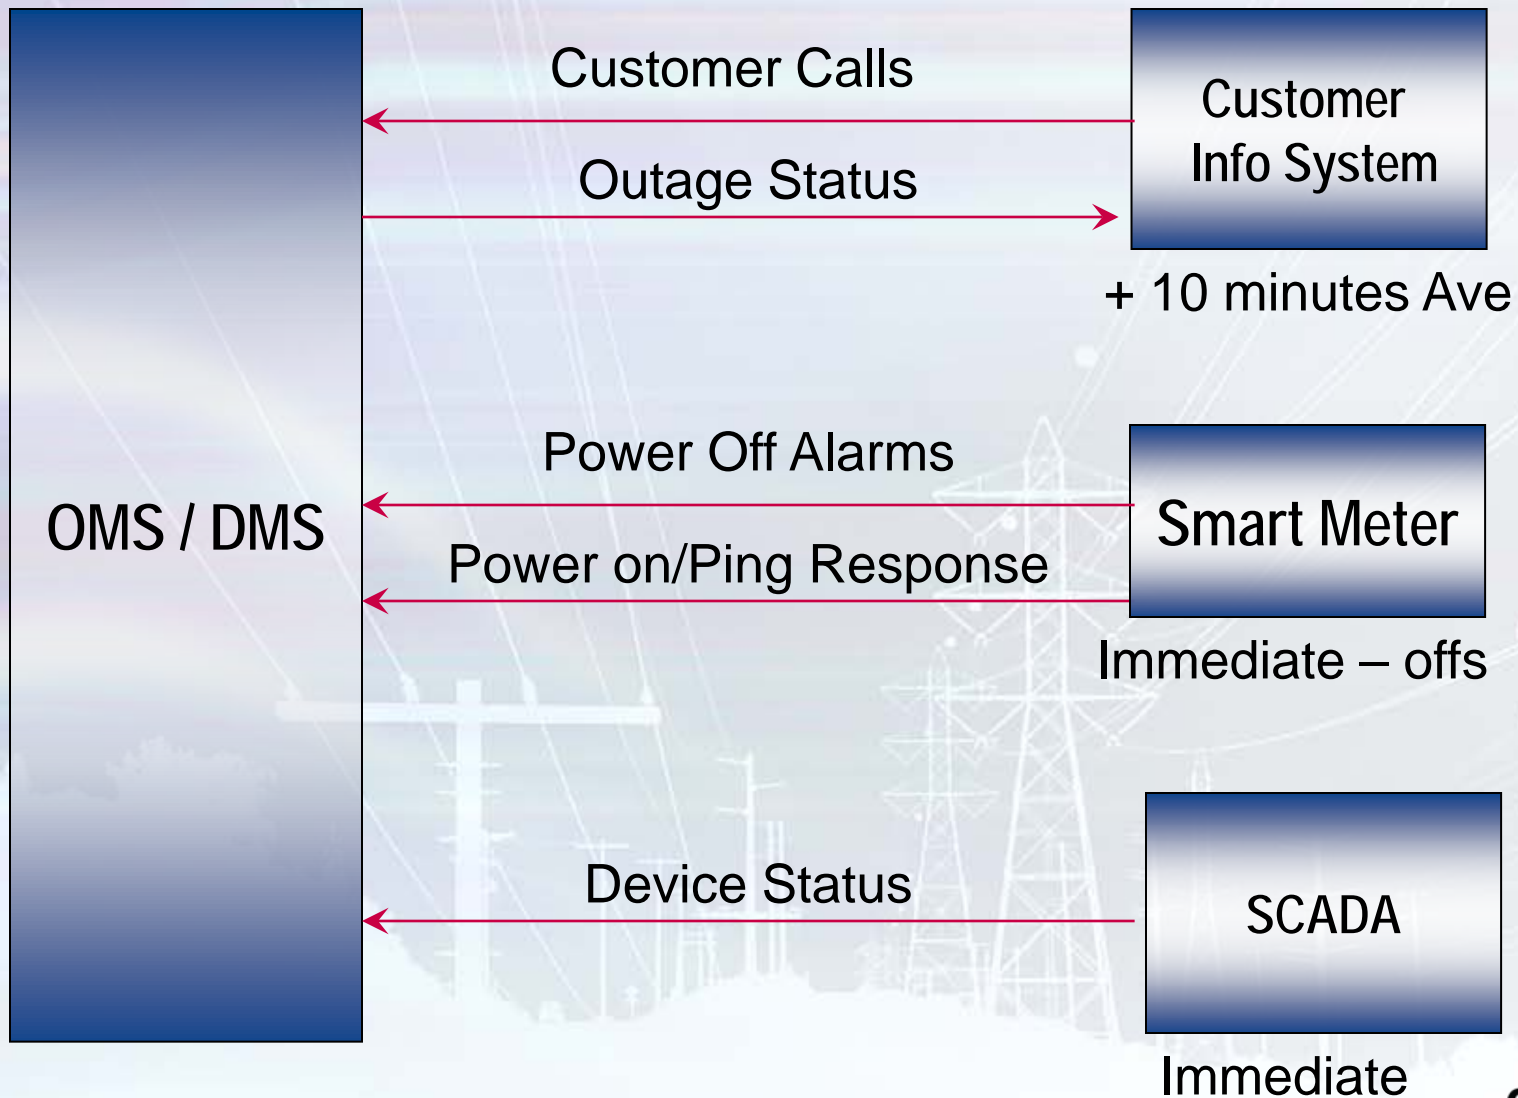 Customer Calls
Customer
Info System
Outage Status
+ 10 minutes Ave
Power Off Alarms
OMS / DMS
Smart Meter
Power on/Ping Response
Immediate – offs
Device Status
SCADA
Immediate